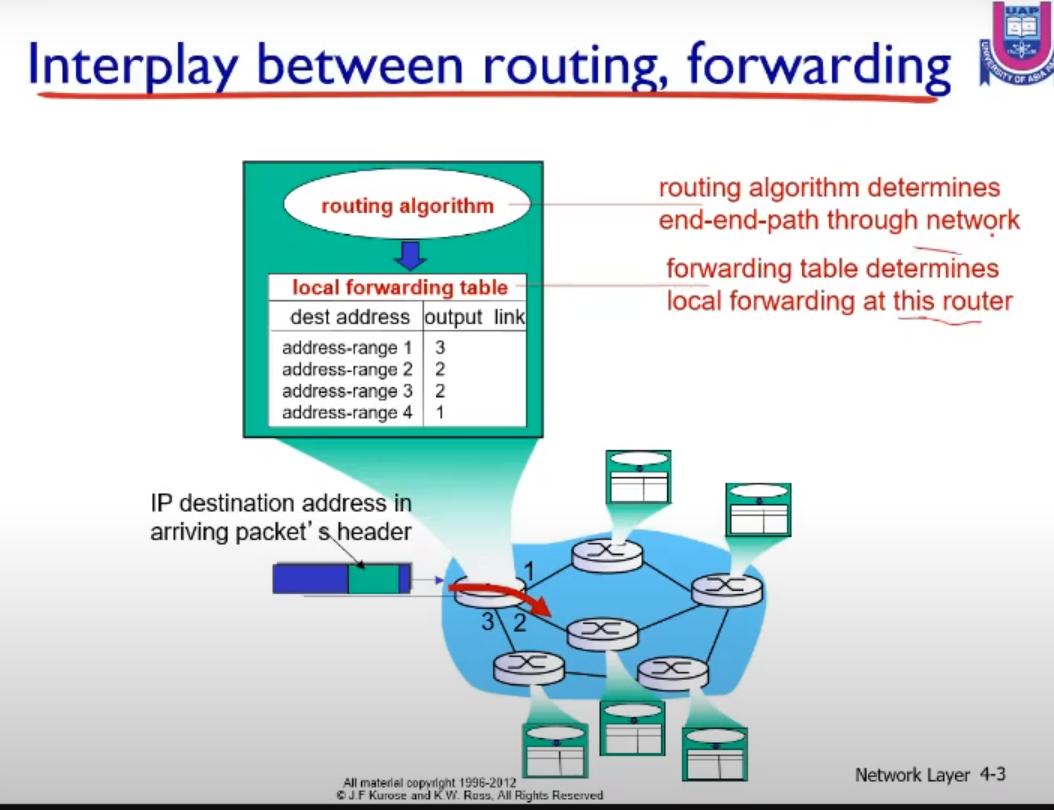 Interplay between routing, forwarding
UAP
UNIVERSITY OF ASIA
routing algorithm
routing algorithm determines
end-end-path through network
local forwarding table
forwarding table determines
local forwarding at this router
dest address output link
address-range 1 3
address-range 2 2
address-range 3 2
address-range 4 1
IP destination address in
arriving packet’s header
1
3 2
All material copyright 1996-2012
© J.F Kurose and K.W. Ross, All Rights Reserved
Network Layer 4-3